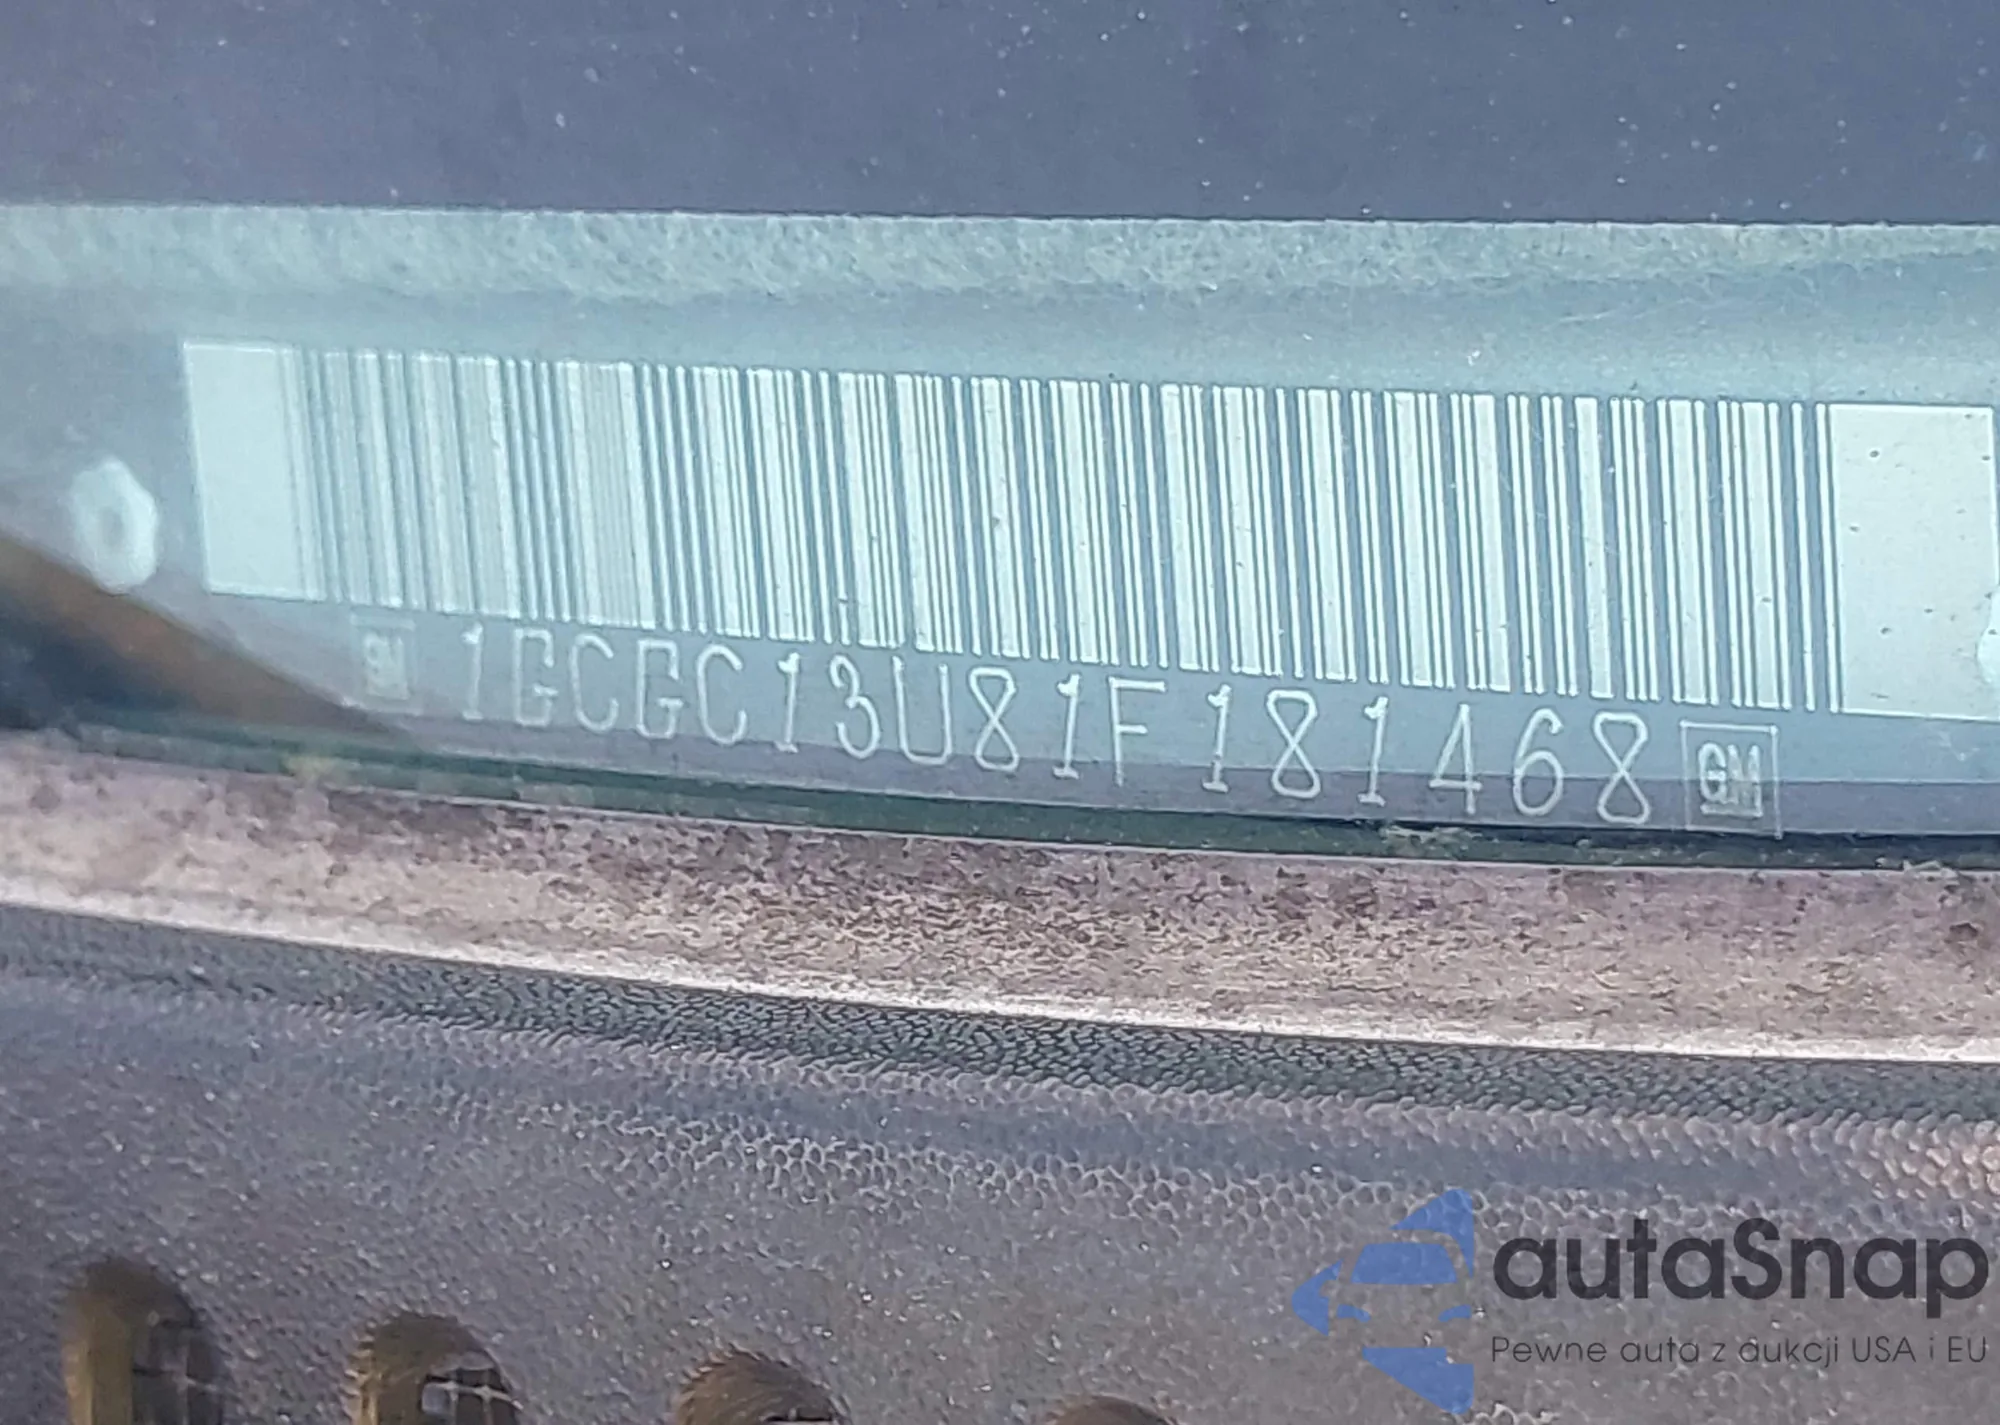 GM 1GCGC13U81F181468 GM
autaSnap
Pewne auta z aukcji USA i EU